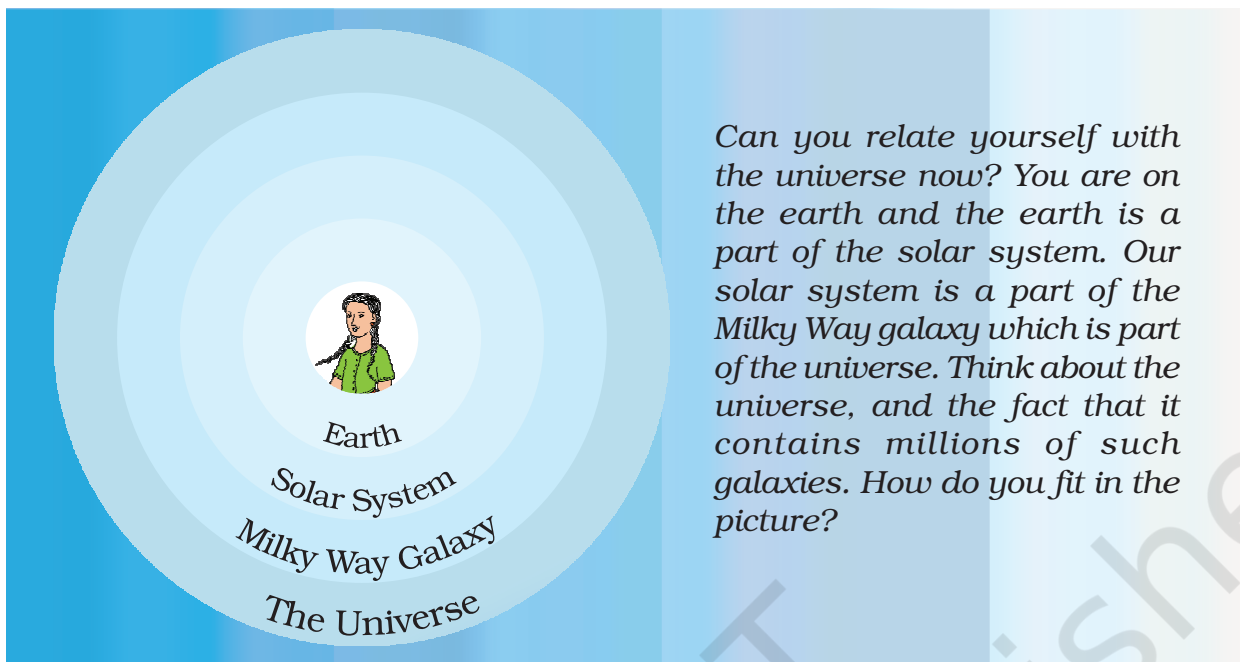 Earth
Solar System
Milky Way Galaxy
The Universe
Can you relate yourself with
the universe now? You are on
the earth and the earth is a
part of the solar system. Our
solar system is a part of the
Milky Way galaxy which is part
of the universe. Think about the
universe, and the fact that it
contains millions of such
galaxies. How do you fit in the
picture?